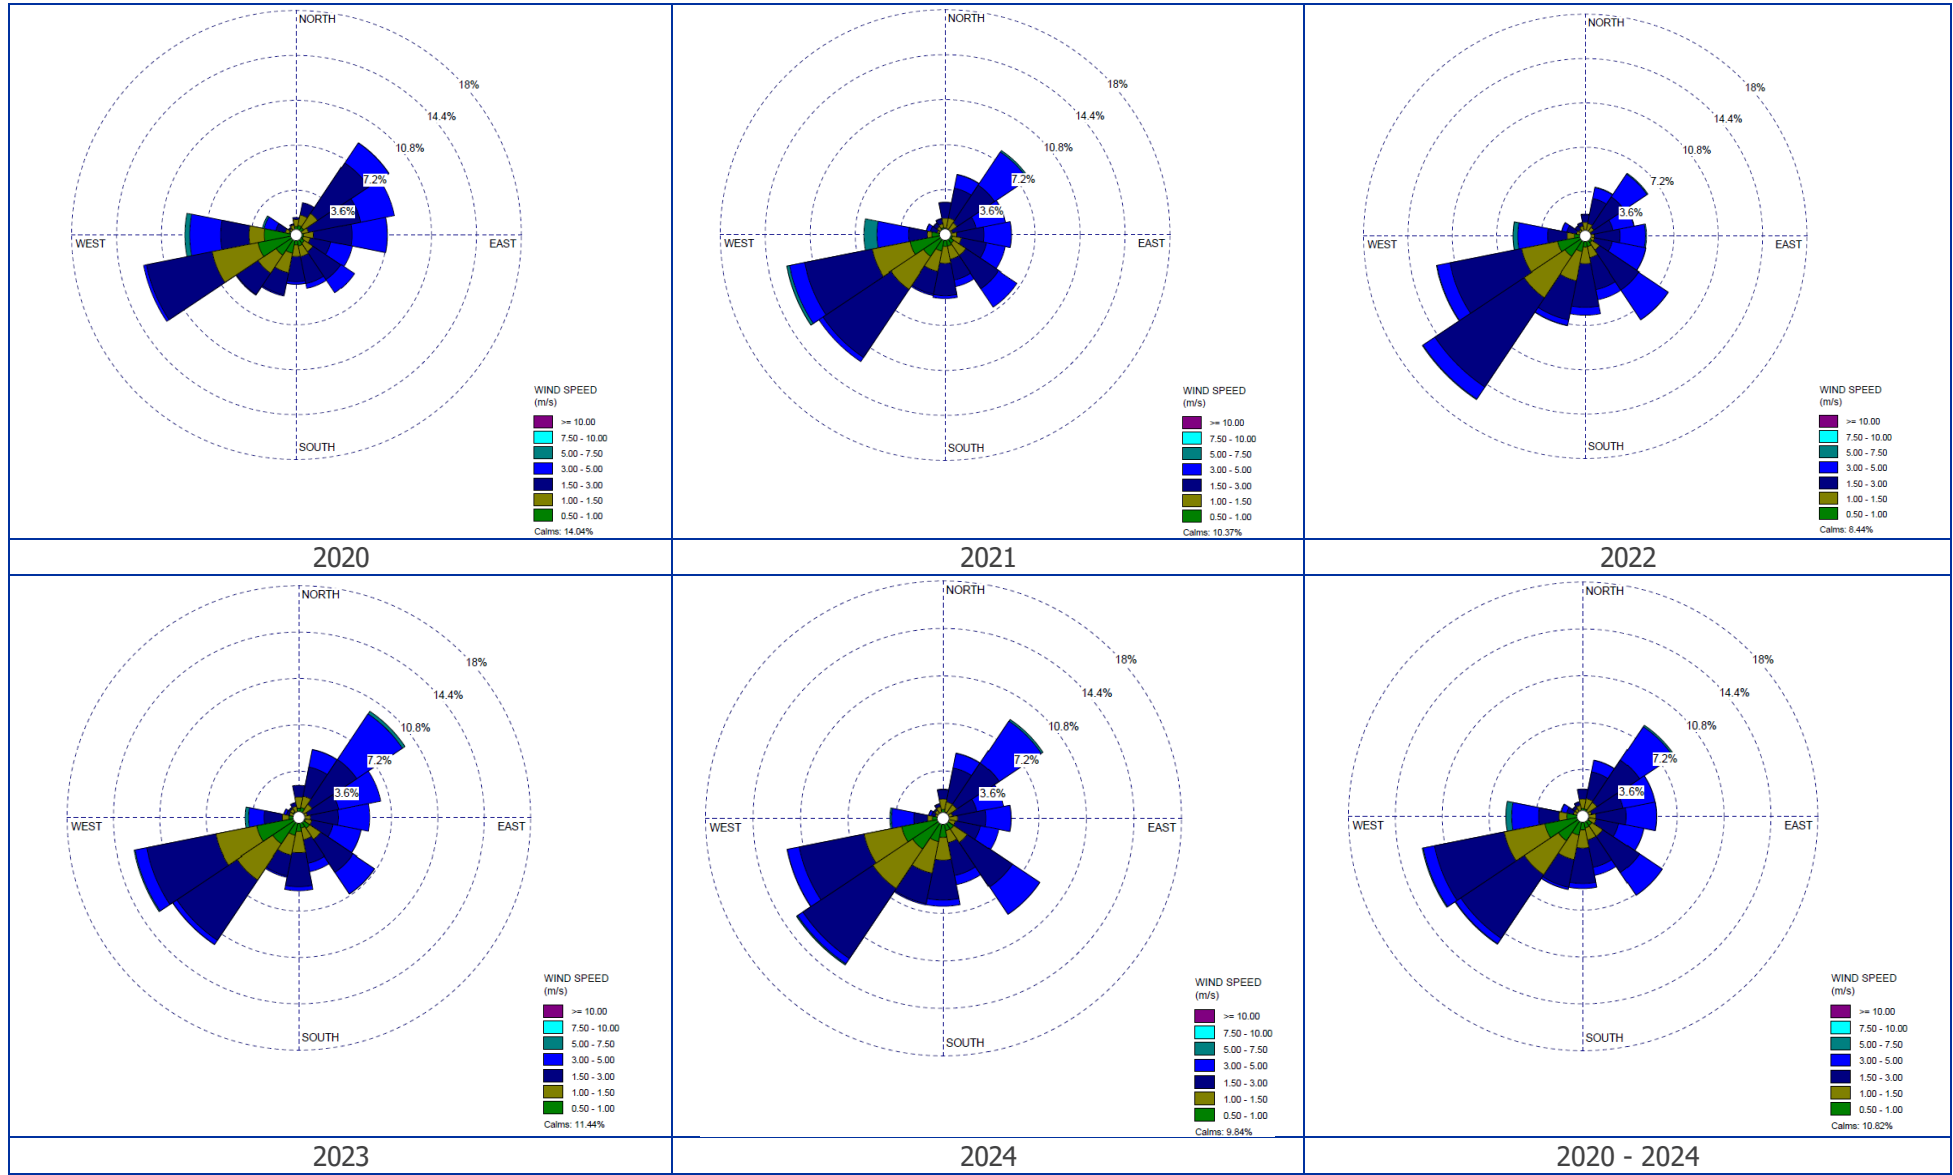 NORTH
18%
14.4%
10.8%
7.2%
3.6%
WEST
EAST
SOUTH
WIND SPEED
(m/s)
>= 10.00
7.50 - 10.00
5.00 - 7.50
3.00 - 5.00
1.50 - 3.00
1.00 - 1.50
0.50 - 1.00
Calms: 14.04%
2020
NORTH
18%
14.4%
10.8%
7.2%
3.6%
WEST
EAST
SOUTH
WIND SPEED
(m/s)
>= 10.00
7.50 - 10.00
5.00 - 7.50
3.00 - 5.00
1.50 - 3.00
1.00 - 1.50
0.50 - 1.00
Calms: 10.37%
2021
NORTH
18%
14.4%
10.8%
7.2%
3.6%
WEST
EAST
SOUTH
WIND SPEED
(m/s)
>= 10.00
7.50 - 10.00
5.00 - 7.50
3.00 - 5.00
1.50 - 3.00
1.00 - 1.50
0.50 - 1.00
Calms: 8.44%
2022
NORTH
18%
14.4%
10.8%
7.2%
3.6%
WEST
EAST
SOUTH
WIND SPEED
(m/s)
>= 10.00
7.50 - 10.00
5.00 - 7.50
3.00 - 5.00
1.50 - 3.00
1.00 - 1.50
0.50 - 1.00
Calms: 11.44%
2023
NORTH
18%
14.4%
10.8%
7.2%
3.6%
WEST
EAST
SOUTH
WIND SPEED
(m/s)
>= 10.00
7.50 - 10.00
5.00 - 7.50
3.00 - 5.00
1.50 - 3.00
1.00 - 1.50
0.50 - 1.00
Calms: 9.84%
2024
NORTH
18%
14.4%
10.8%
7.2%
3.6%
WEST
EAST
SOUTH
WIND SPEED
(m/s)
>= 10.00
7.50 - 10.00
5.00 - 7.50
3.00 - 5.00
1.50 - 3.00
1.00 - 1.50
0.50 - 1.00
Calms: 10.82%
2020 - 2024